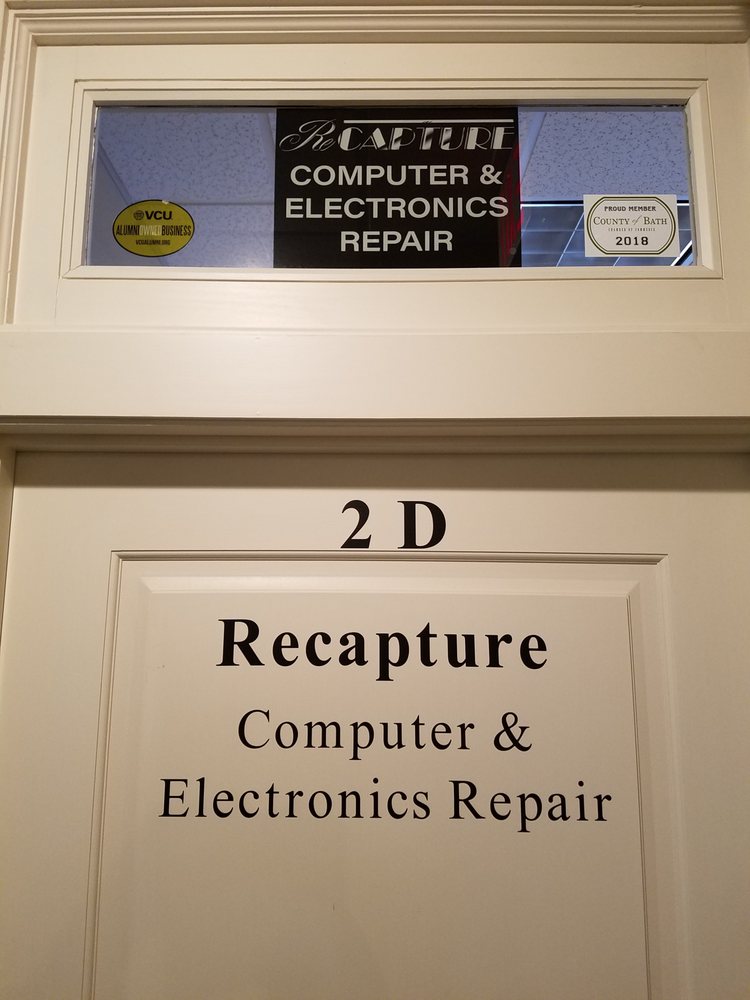 ReCAPTURE
COMPUTER &
ELECTRONICS
REPAIR
VCU
ALUMNI OWNED BUSINESS
VCUALUMNI.ORG
PROUD MEMBER
COUNTY of BATH
CHAMBER OF COMMERCE
2018
2 D
Recapture
Computer &
Electronics Repair